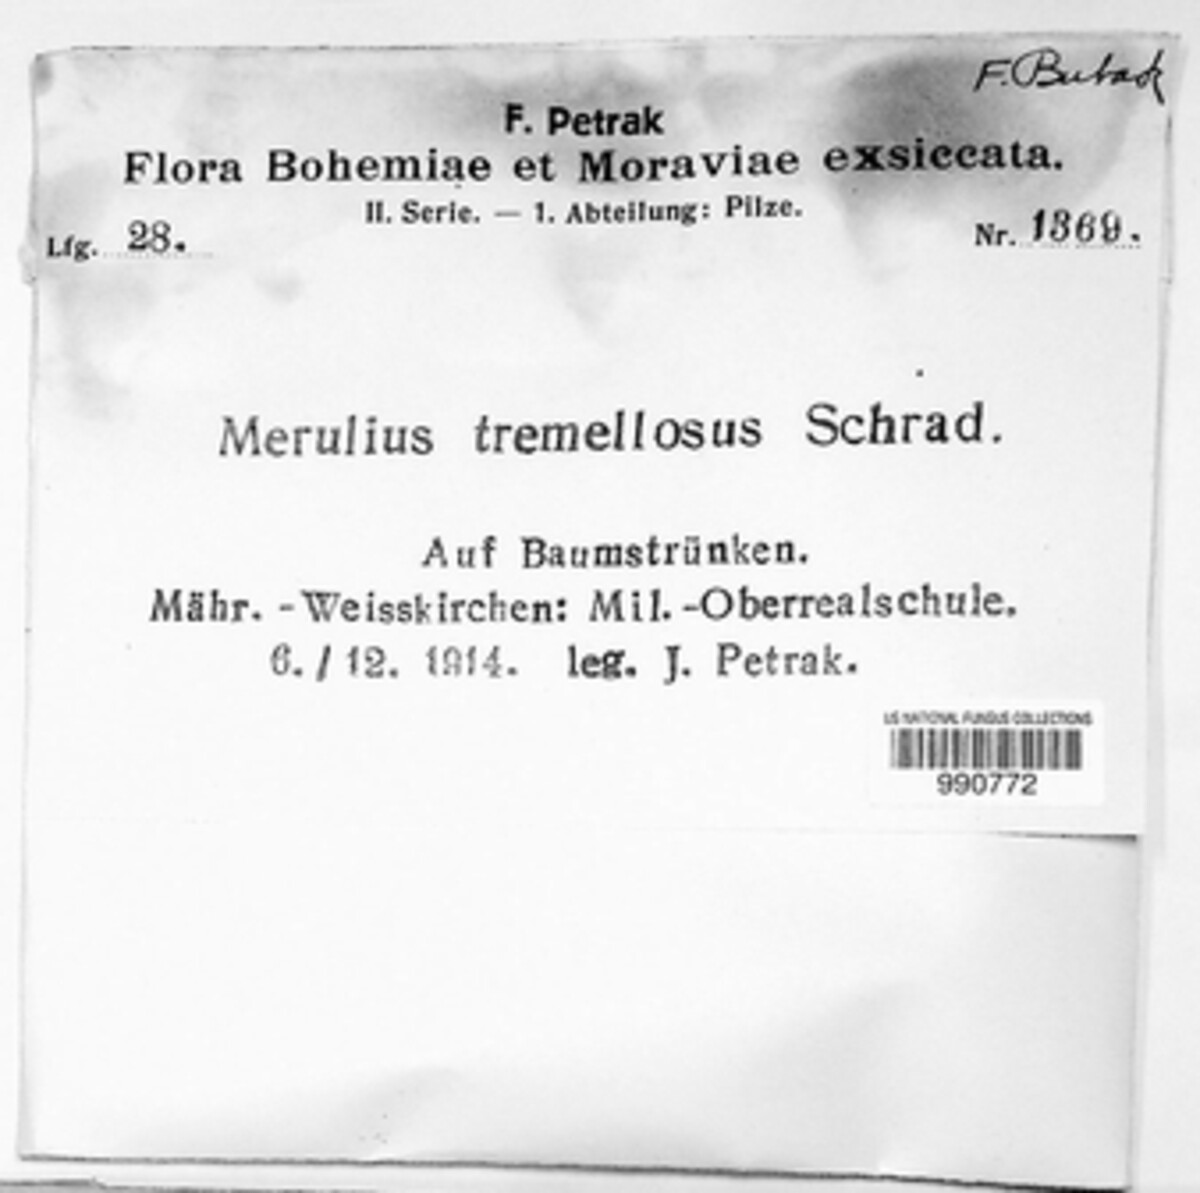 F. Bubak
F. Petrak
Flora Bohemiae et Moraviae exsiccata.
II. Serie. — 1. Abteilung: Pilze.
Lfg. 28.
Nr. 1369.
Merulius tremellosus Schrad.
Auf Baumstrünken.
Mähr. -Weisskirchen: Mil. -Oberrealschule.
6. / 12. 1914. leg. J. Petrak.
US NATIONAL FUNGUS COLLECTIONS
990772